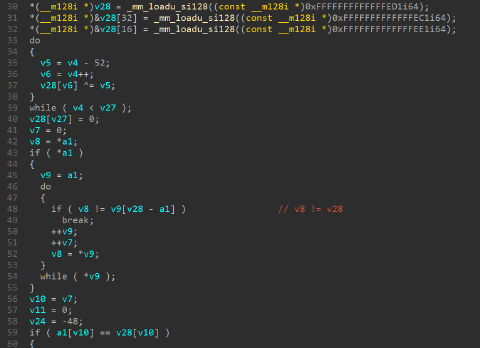 30 *(__m128i *)v28 = _mm_loadu_si128((const __m128i *)0xFFFFFFFFFFFFFED1i64);
31 *(__m128i *)&v28[32] = _mm_loadu_si128((const __m128i *)0xFFFFFFFFFFFFFEC1i64);
32 *(__m128i *)&v28[16] = _mm_loadu_si128((const __m128i *)0xFFFFFFFFFFFFFEE1i64);
33 do
34 {
35 v5 = v4 - 52;
36 v6 = v4++;
37 v28[v6] ^= v5;
38 }
39 while ( v4 < v27 );
40 v28[v27] = 0;
41 v7 = 0;
42 v8 = *a1;
43 if ( *a1 )
44 {
45 v9 = a1;
46 do
47 {
48 if ( v8 != v9[v28 - a1] ) // v8 != v28
49 break;
50 ++v9;
51 ++v7;
52 v8 = *v9;
53 }
54 while ( *v9 );
55 }
56 v10 = v7;
57 v11 = 0;
58 v24 = -48;
59 if ( a1[v10] == v28[v10] )
60 {